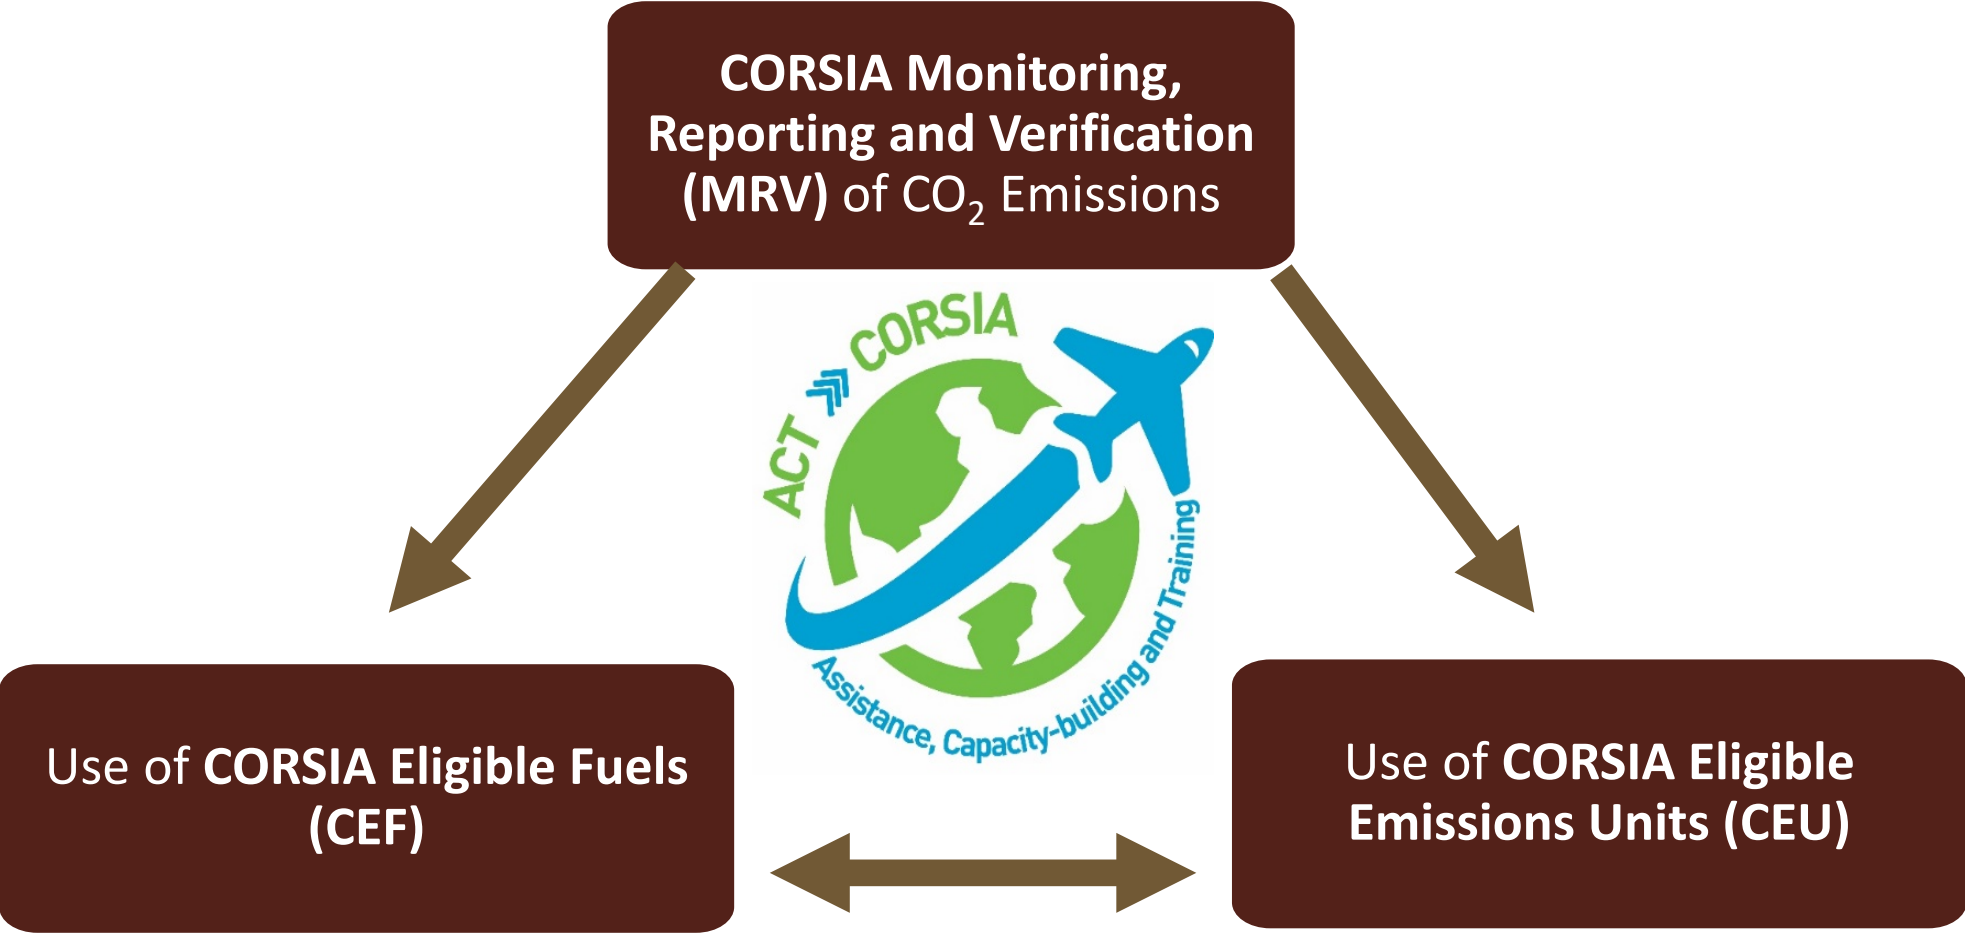 CORSIA Monitoring,
Reporting and Verification
(MRV) of CO₂ Emissions
ACT CORSIA
Assistance, Capacity-building and Training
Use of CORSIA Eligible Fuels
(CEF)
Use of CORSIA Eligible
Emissions Units (CEU)